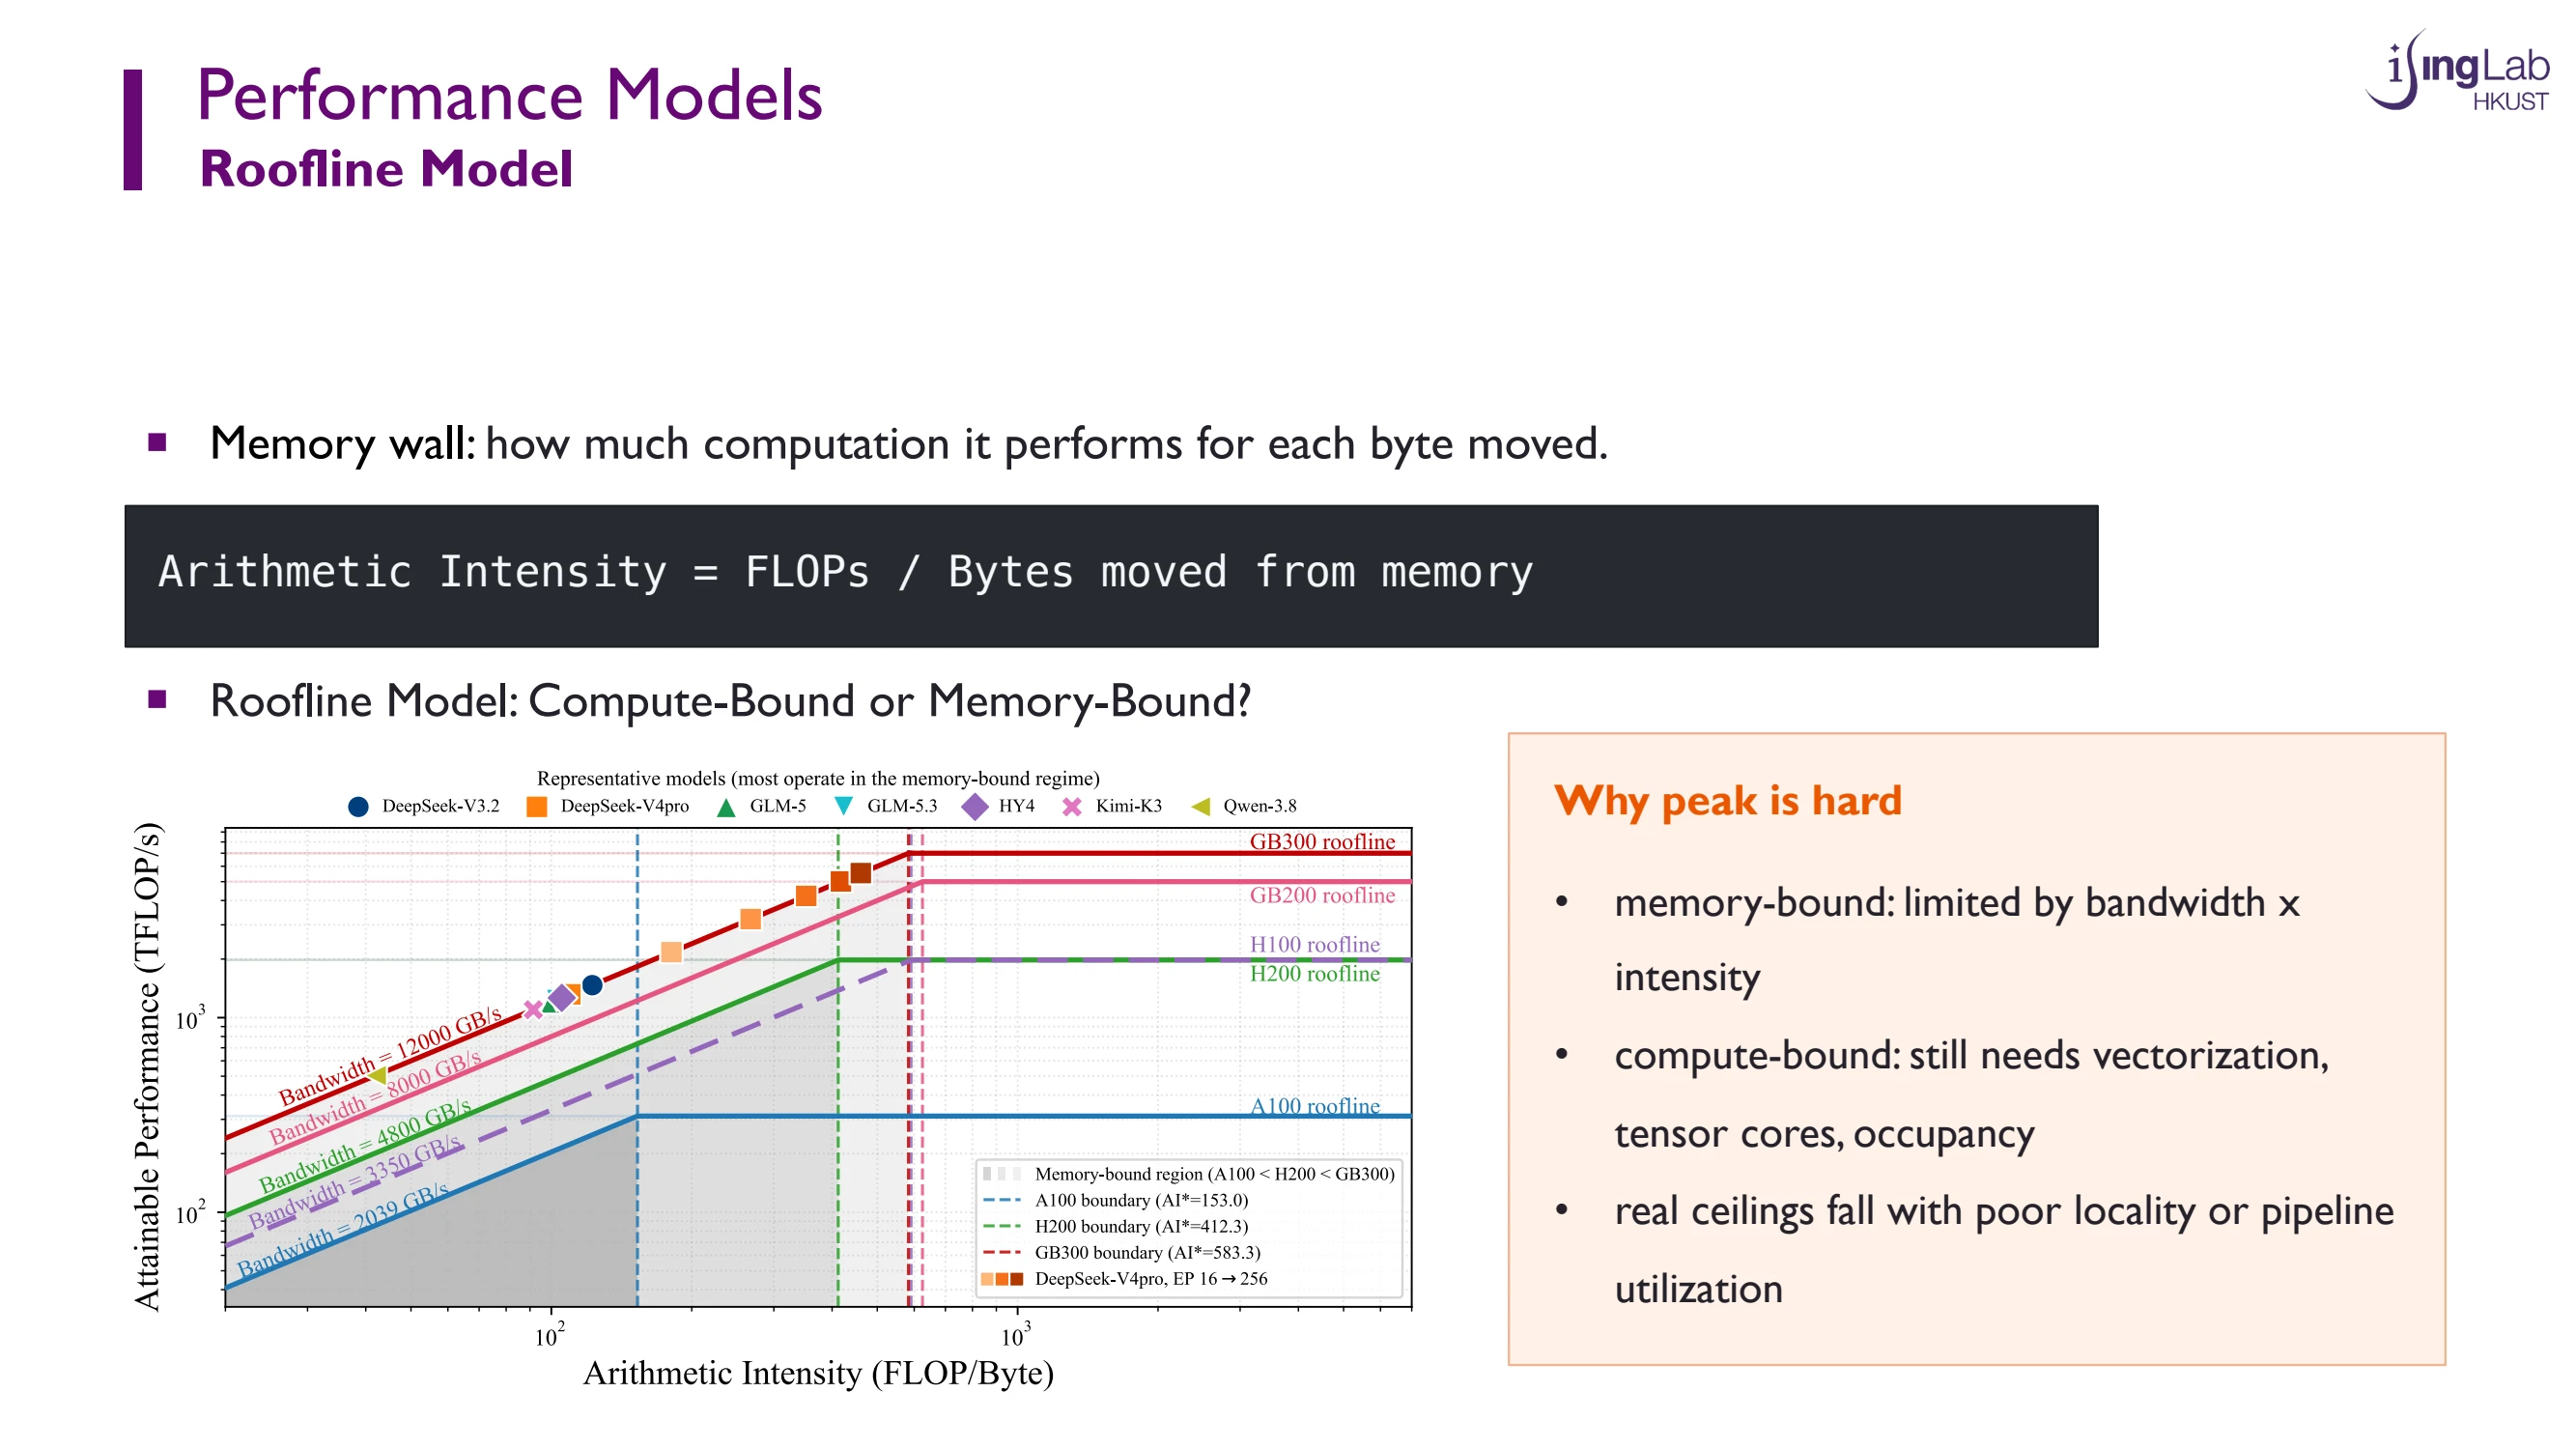 Performance Models
Roofline Model
isingLab
HKUST
Memory wall: how much computation it performs for each byte moved.
Arithmetic Intensity = FLOPs / Bytes moved from memory
Roofline Model: Compute-Bound or Memory-Bound?
Representative models (most operate in the memory-bound regime)
DeepSeek-V3.2 DeepSeek-V4pro GLM-5 GLM-5.3 HY4 Kimi-K3 Qwen-3.8
Attainable Performance (TFLOP/s)
10³
10²
GB300 roofline
GB200 roofline
H100 roofline
H200 roofline
A100 roofline
Bandwidth = 12000 GB/s
Bandwidth = 8000 GB/s
Bandwidth = 4800 GB/s
Bandwidth = 3350 GB/s
Bandwidth = 2039 GB/s
Memory-bound region (A100 < H200 < GB300)
A100 boundary (AI*=153.0)
H200 boundary (AI*=412.3)
GB300 boundary (AI*=583.3)
DeepSeek-V4pro, EP 16→256
10² 10³
Arithmetic Intensity (FLOP/Byte)
Why peak is hard
• memory-bound: limited by bandwidth x
intensity
• compute-bound: still needs vectorization,
tensor cores, occupancy
• real ceilings fall with poor locality or pipeline
utilization